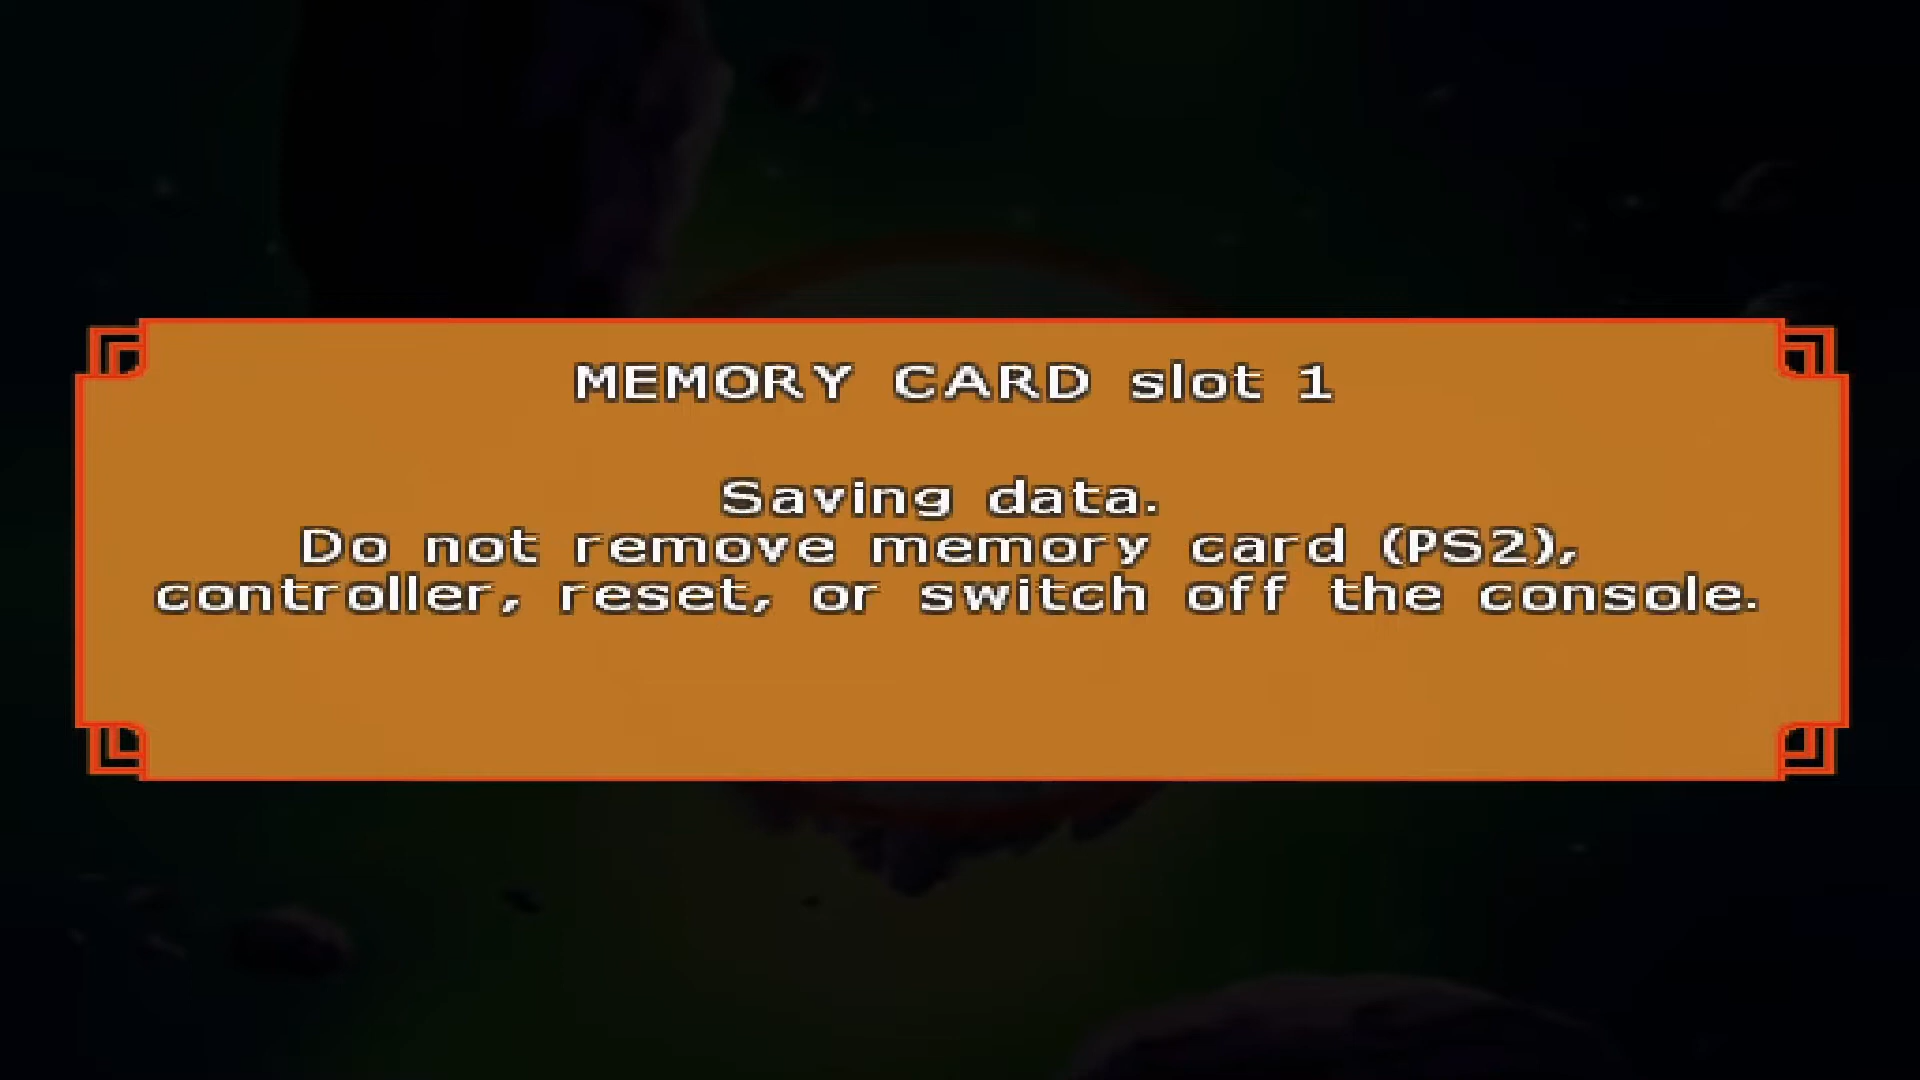 MEMORY CARD slot 1
Saving data.
Do not remove memory card (PS2),
controller, reset, or switch off the console.